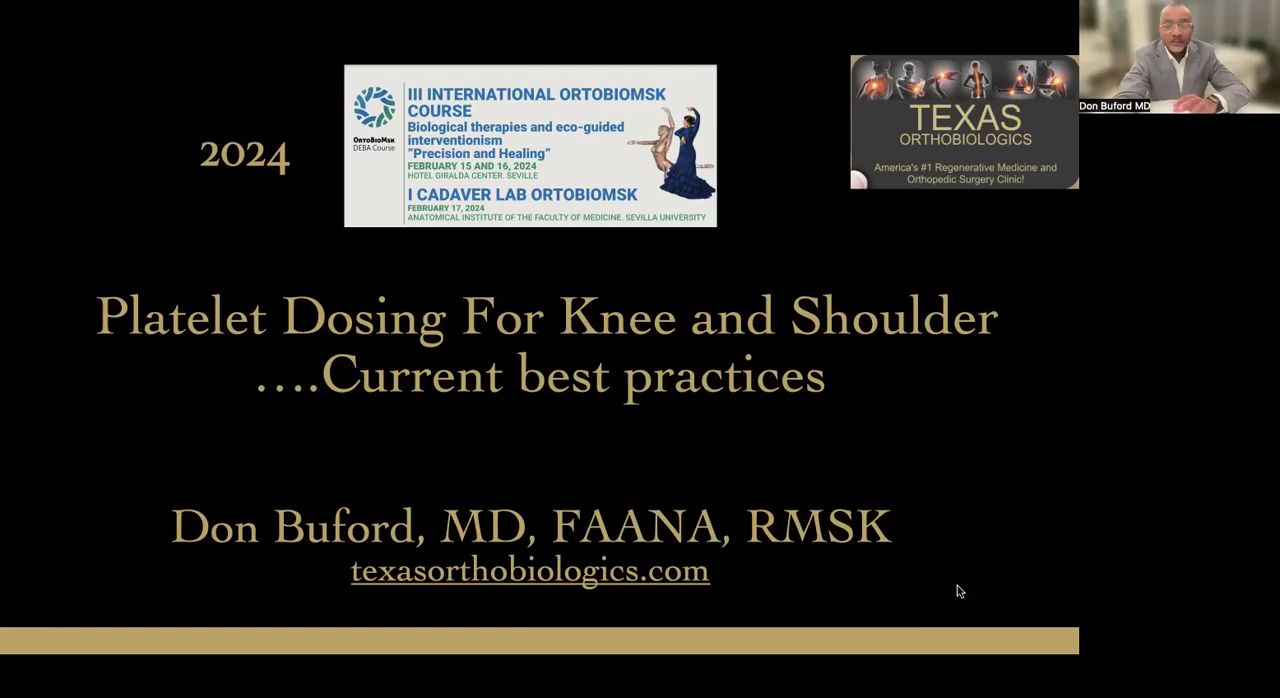 2024
III INTERNATIONAL ORTOBIOMSK
COURSE
Biological therapies and eco-guided
interventionism
"Precision and Healing"
FEBRUARY 15 AND 16, 2024
HOTEL GIRALDA CENTER. SEVILLE
I CADAVER LAB ORTOBIOMSK
FEBRUARY 17, 2024
ANATOMICAL INSTITUTE OF THE FACULTY OF MEDICINE. SEVILLA UNIVERSITY
ORTOBIOMSK
DEBA Course
TEXAS
ORTHOBIOLOGICS
America's #1 Regenerative Medicine and
Orthopedic Surgery Clinic!
Don Buford MD
Platelet Dosing For Knee and Shoulder
….Current best practices
Don Buford, MD, FAANA, RMSK
texasorthobiologics.com